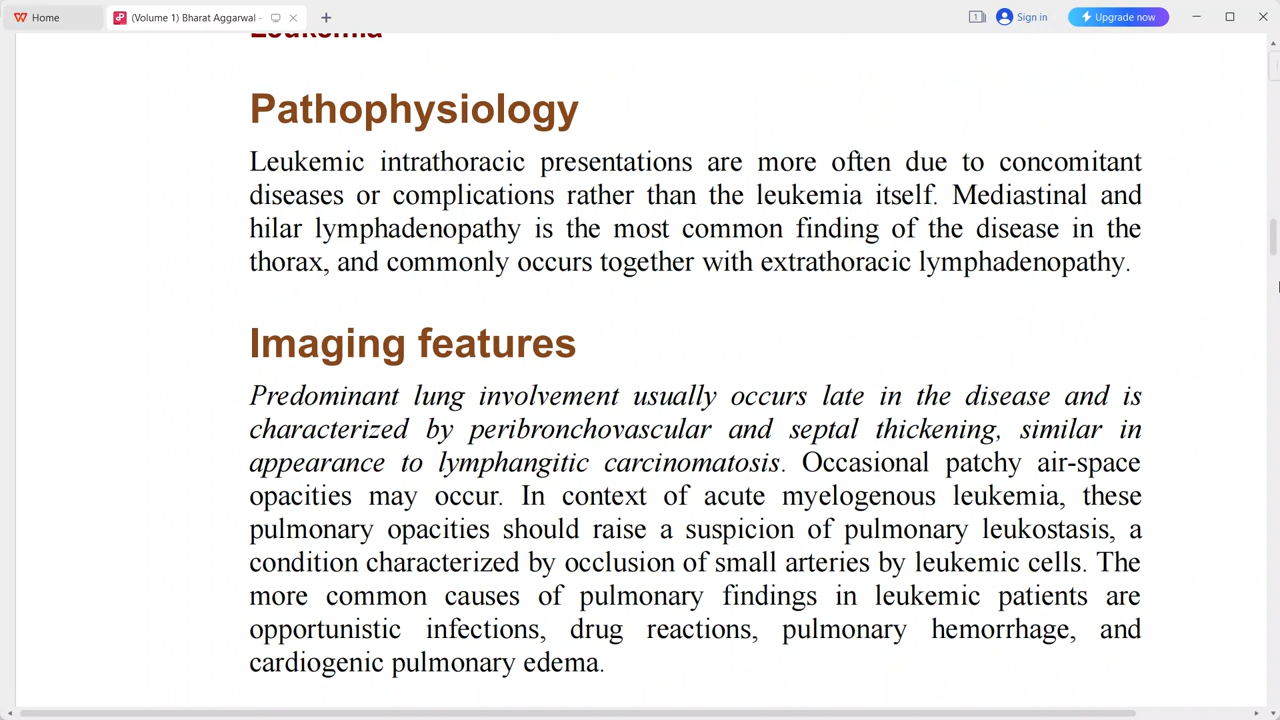 Home
(Volume 1) Bharat Aggarwal -
1
Sign in
Upgrade now
Leukemia
Pathophysiology
Leukemic intrathoracic presentations are more often due to concomitant
diseases or complications rather than the leukemia itself. Mediastinal and
hilar lymphadenopathy is the most common finding of the disease in the
thorax, and commonly occurs together with extrathoracic lymphadenopathy.
Imaging features
Predominant lung involvement usually occurs late in the disease and is
characterized by peribronchovascular and septal thickening, similar in
appearance to lymphangitic carcinomatosis. Occasional patchy air-space
opacities may occur. In context of acute myelogenous leukemia, these
pulmonary opacities should raise a suspicion of pulmonary leukostasis, a
condition characterized by occlusion of small arteries by leukemic cells. The
more common causes of pulmonary findings in leukemic patients are
opportunistic infections, drug reactions, pulmonary hemorrhage, and
cardiogenic pulmonary edema.